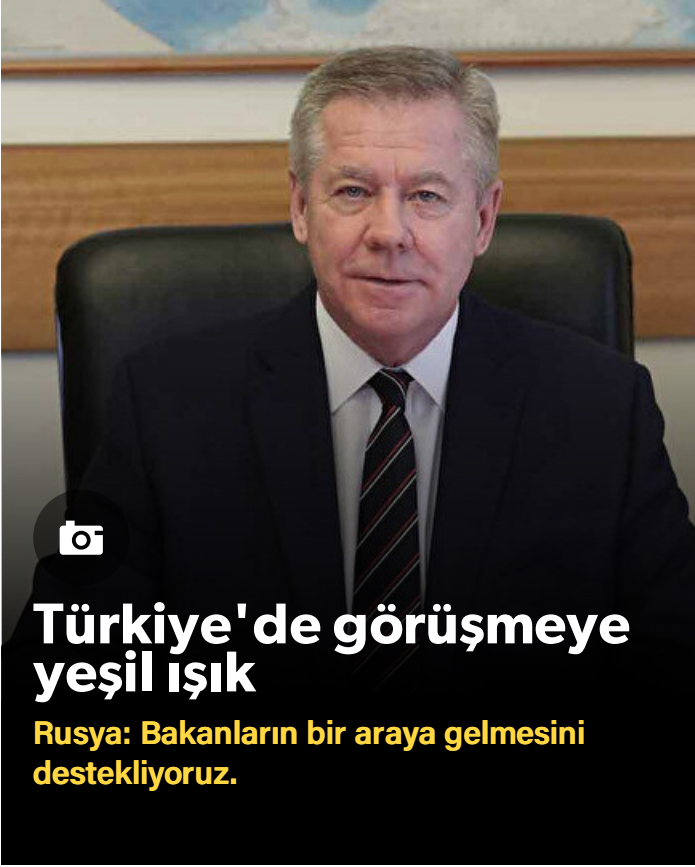 Türkiye'de görüşmeye
yeşil ışık
Rusya: Bakanların bir araya gelmesini
destekliyoruz.